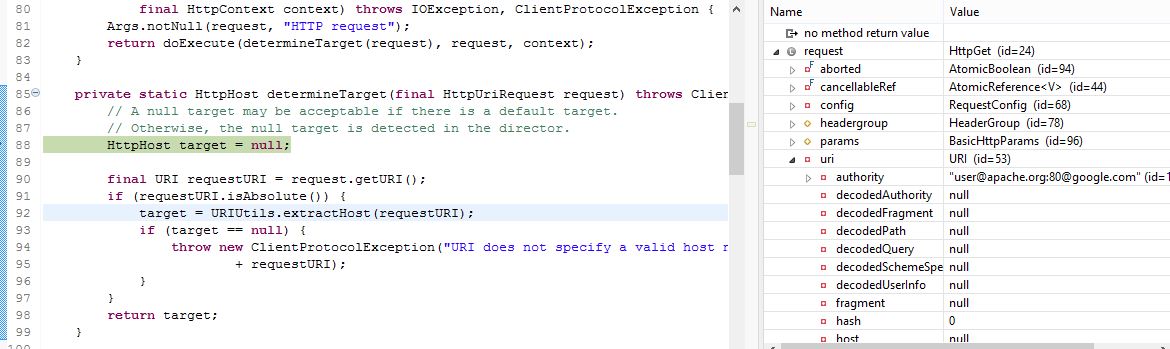 80 final HttpContext context) throws IOException, ClientProtocolException {
81 Args.notNull(request, "HTTP request");
82 return doExecute(determineTarget(request), request, context);
83 }
84
85 private static HttpHost determineTarget(final HttpUriRequest request) throws Clie
86 // A null target may be acceptable if there is a default target.
87 // Otherwise, the null target is detected in the director.
88 HttpHost target = null;
89
90 final URI requestURI = request.getURI();
91 if (requestURI.isAbsolute()) {
92 target = URIUtils.extractHost(requestURI);
93 if (target == null) {
94 throw new ClientProtocolException("URI does not specify a valid host n
95 + requestURI);
96 }
97 }
98 return target;
99 }
100
Name Value
no method return value
request HttpGet (id=24)
aborted AtomicBoolean (id=94)
cancellableRef AtomicReference<V> (id=44)
config RequestConfig (id=68)
headergroup HeaderGroup (id=78)
params BasicHttpParams (id=96)
uri URI (id=53)
authority "user@apache.org:80@google.com" (id=1
decodedAuthority null
decodedFragment null
decodedPath null
decodedQuery null
decodedSchemeSpe null
decodedUserInfo null
fragment null
hash 0
host null